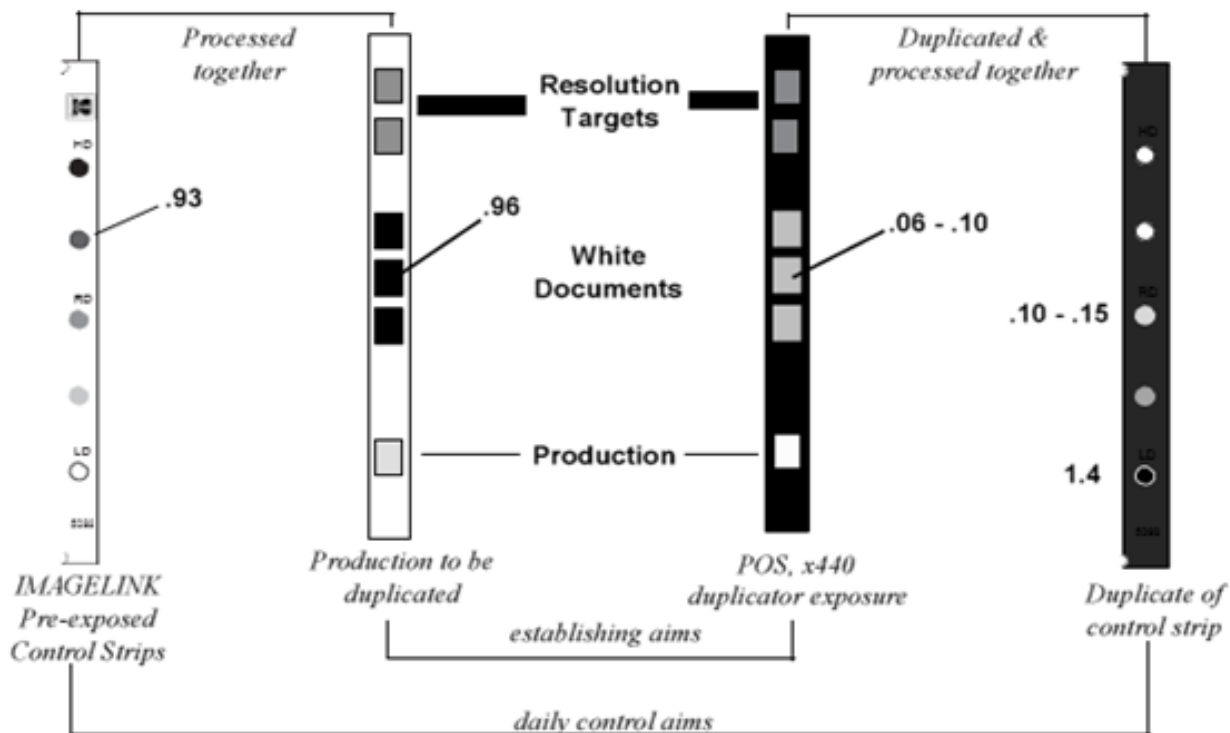 Processed
together
Duplicated &
processed together
Resolution
Targets
HD
HD
.93
.96
.06 - .10
White
Documents
RD
RD
.10 - .15
LD
Production
LD
1.4
IMAGELINK
Pre-exposed
Control Strips
Production to be
duplicated
POS, x440
duplicator exposure
Duplicate of
control strip
establishing aims
daily control aims